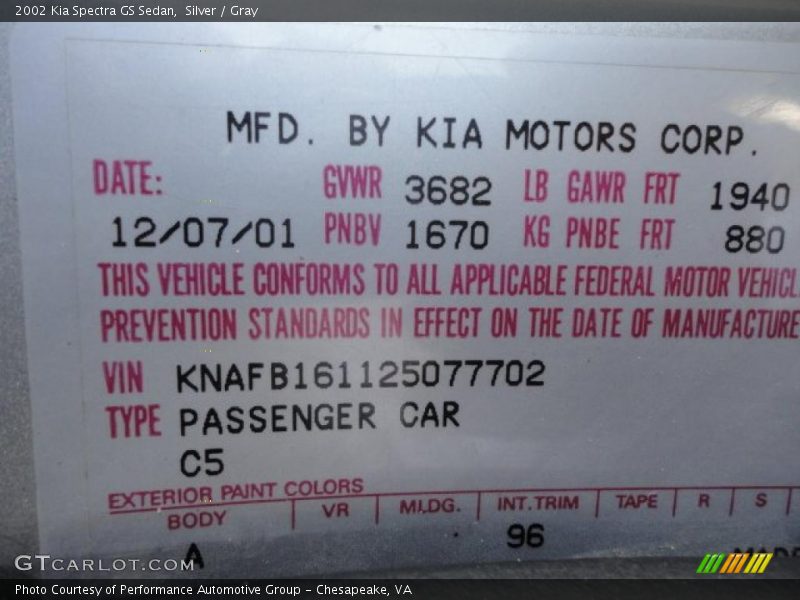 2002 Kia Spectra GS Sedan, Silver / Gray
MFD. BY KIA MOTORS CORP.
DATE: GVWR 3682 LB GAWR FRT 1940
12/07/01 PNBV 1670 KG PNBE FRT 880
THIS VEHICLE CONFORMS TO ALL APPLICABLE FEDERAL MOTOR VEHICL
PREVENTION STANDARDS IN EFFECT ON THE DATE OF MANUFACTURE
VIN KNAFB161125077702
TYPE PASSENGER CAR
C5
EXTERIOR PAINT COLORS
BODY VR MLDG. INT.TRIM TAPE R S
A 96
GTCARLOT.COM
Photo Courtesy of Performance Automotive Group - Chesapeake, VA